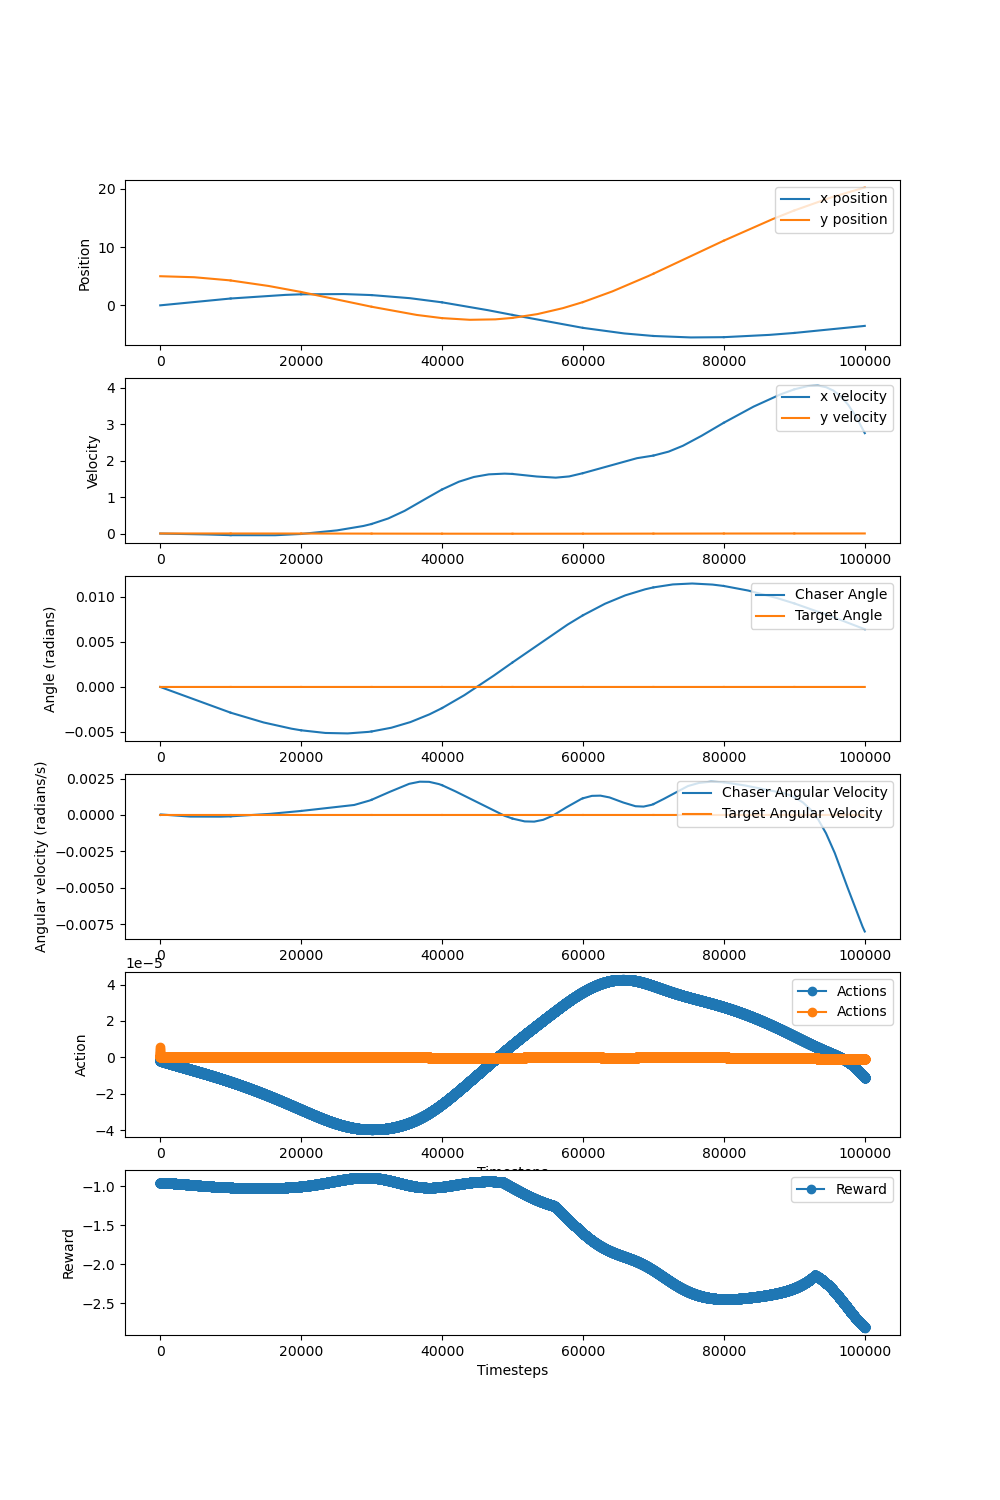 20
10
0
Position
x position
y position
0 20000 40000 60000 80000 100000
4
3
2
1
0
Velocity
x velocity
y velocity
0 20000 40000 60000 80000 100000
0.010
0.005
0.000
−0.005
Angle (radians)
Chaser Angle
Target Angle
0 20000 40000 60000 80000 100000
0.0025
0.0000
−0.0025
−0.0050
−0.0075
Angular velocity (radians/s)
Chaser Angular Velocity
Target Angular Velocity
0 20000 40000 60000 80000 100000
1e−5
4
2
0
−2
−4
Action
Actions
Actions
0 20000 40000 60000 80000 100000
Timesteps
−1.0
−1.5
−2.0
−2.5
Reward
Reward
0 20000 40000 60000 80000 100000
Timesteps